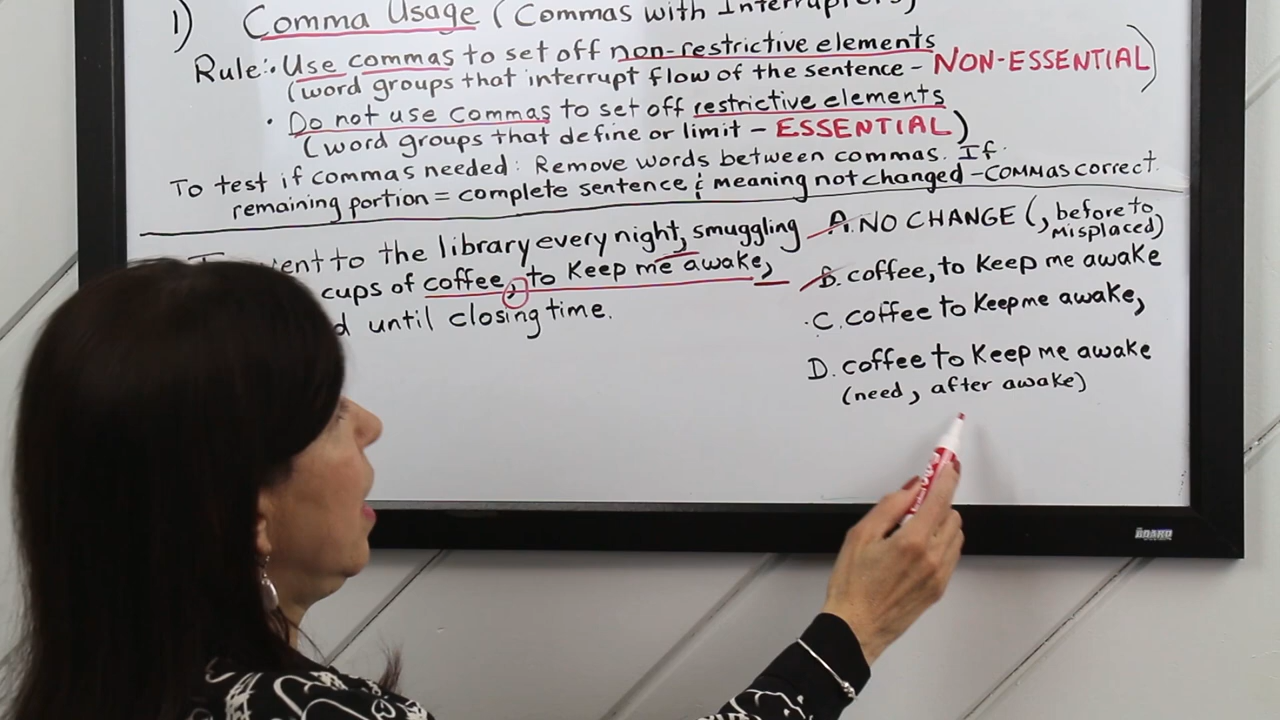 1) Comma Usage (Commas with Interrupters)
Rule: • Use commas to set off non-restrictive elements
(word groups that interrupt flow of the sentence - NON-ESSENTIAL)
• Do not use Commas to set off restrictive elements
(word groups that define or limit - ESSENTIAL)
To test if commas needed: Remove words between commas. If
remaining portion = complete sentence & meaning not changed - COMMAS correct.
to the library every night, smuggling
cups of coffee, to Keep me awake,
until closing time.
A. NO CHANGE (, before to
misplaced)
B. coffee, to Keep me awake
C. coffee to Keep me awake,
D. coffee to Keep me awake
(need , after awake)
BOARD